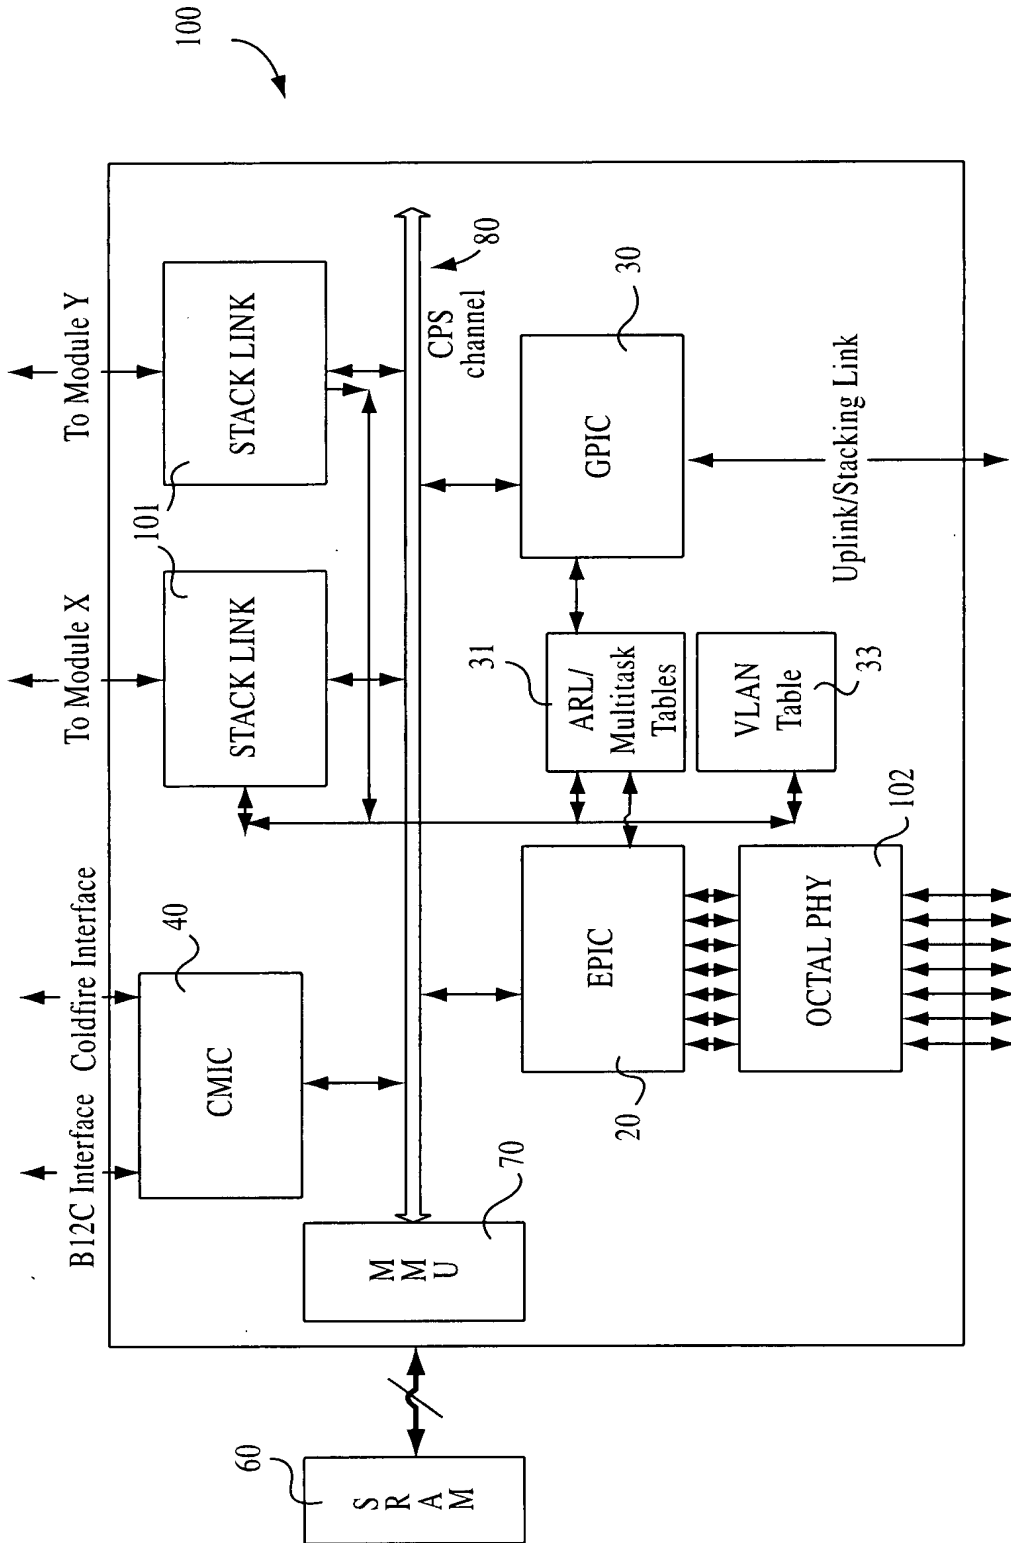 100
To Module Y
To Module X
Coldfire Interface
B12C Interface
STACK LINK
101
STACK LINK
40
CMIC
80
CPS
channel
70
M
M
U
60
S
R
A
M
30
GPIC
31
ARL/
Multitask
Tables
33
VLAN
Table
EPIC
20
102
OCTAL PHY
Uplink/Stacking Link